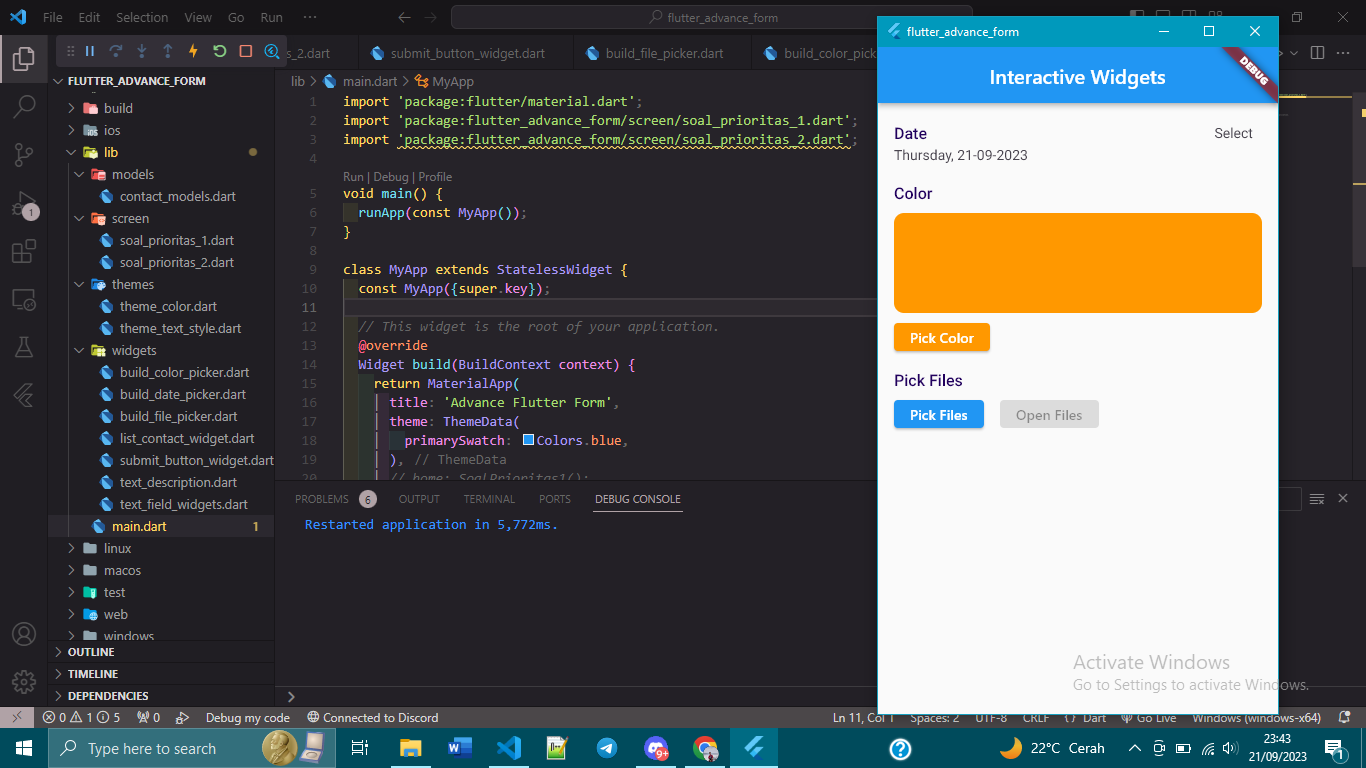 File Edit Selection View Go Run ···
flutter_advance_form
s_2.dart
submit_button_widget.dart
build_file_picker.dart
build_color_pick
FLUTTER_ADVANCE_FORM
build
ios
lib
models
contact_models.dart
screen
soal_prioritas_1.dart
soal_prioritas_2.dart
themes
theme_color.dart
theme_text_style.dart
widgets
build_color_picker.dart
build_date_picker.dart
build_file_picker.dart
list_contact_widget.dart
submit_button_widget.dart
text_description.dart
text_field_widgets.dart
main.dart 1
linux
macos
test
web
windows
OUTLINE
TIMELINE
DEPENDENCIES
1
lib > main.dart > MyApp
1 import 'package:flutter/material.dart';
2 import 'package:flutter_advance_form/screen/soal_prioritas_1.dart';
3 import 'package:flutter_advance_form/screen/soal_prioritas_2.dart';
4
Run | Debug | Profile
5 void main() {
6 runApp(const MyApp());
7 }
8
9 class MyApp extends StatelessWidget {
10 const MyApp({super.key});
11
12 // This widget is the root of your application.
13 @override
14 Widget build(BuildContext context) {
15 return MaterialApp(
16 title: 'Advance Flutter Form',
17 theme: ThemeData(
18 primarySwatch: Colors.blue,
19 ), // ThemeData
20 // home: SoalPrioritas1();
PROBLEMS 6 OUTPUT TERMINAL PORTS DEBUG CONSOLE
Restarted application in 5,772ms.
flutter_advance_form
Interactive Widgets
DEBUG
Date
Select
Thursday, 21-09-2023
Color
Pick Color
Pick Files
Pick Files
Open Files
Activate Windows
Go to Settings to activate Windows.
0 1 5 0 Debug my code Connected to Discord
Ln 11, Col 1 Spaces: 2 UTF-8 CRLF {} Dart Go Live Windows (windows-x64)
Type here to search
9+
22°C Cerah
23:43
21/09/2023
1